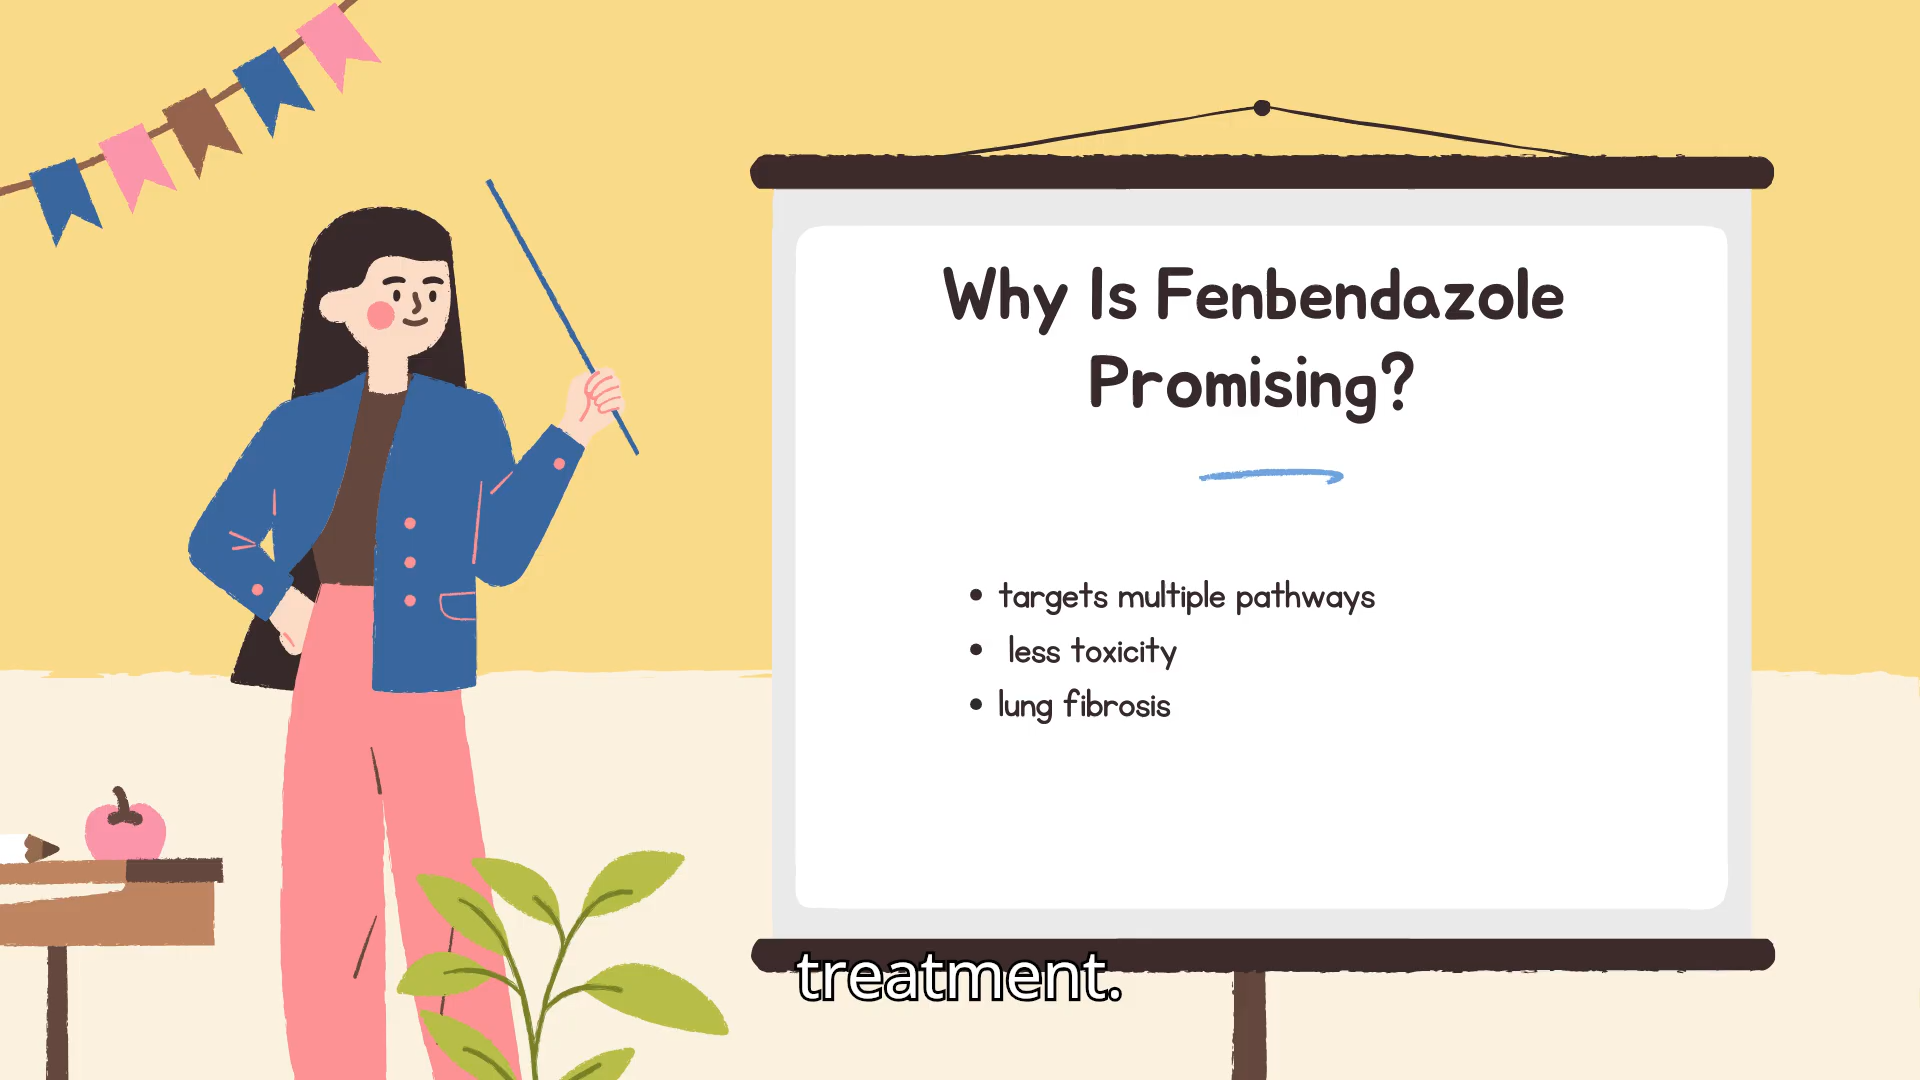 Why Is Fenbendazole
Promising?
• targets multiple pathways
• less toxicity
• lung fibrosis
treatment.